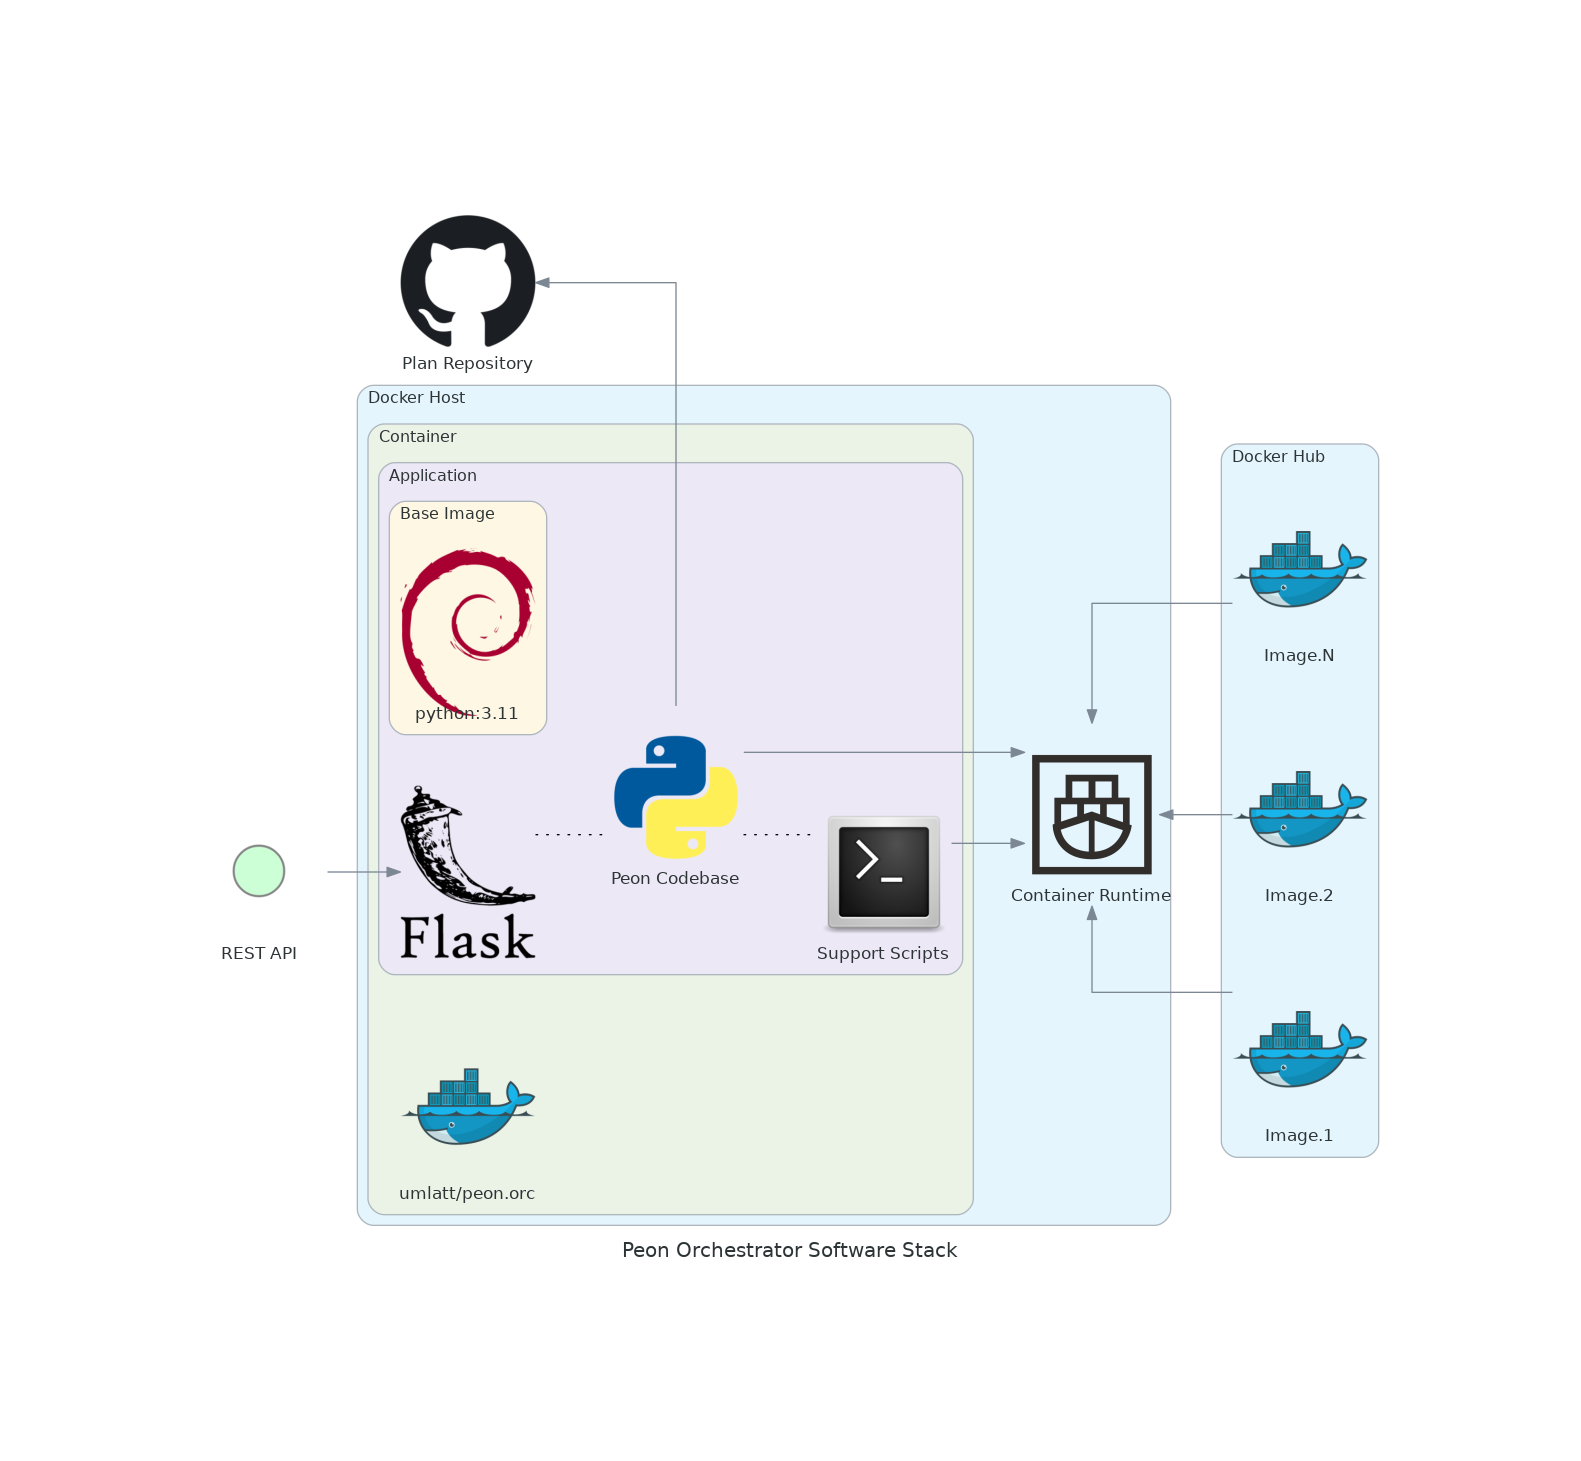 Plan Repository
Docker Host
Container
Docker Hub
Application
Base Image
python:3.11
Image.N
Peon Codebase
Container Runtime
Image.2
Flask
REST API
Support Scripts
Image.1
umlatt/peon.orc
Peon Orchestrator Software Stack